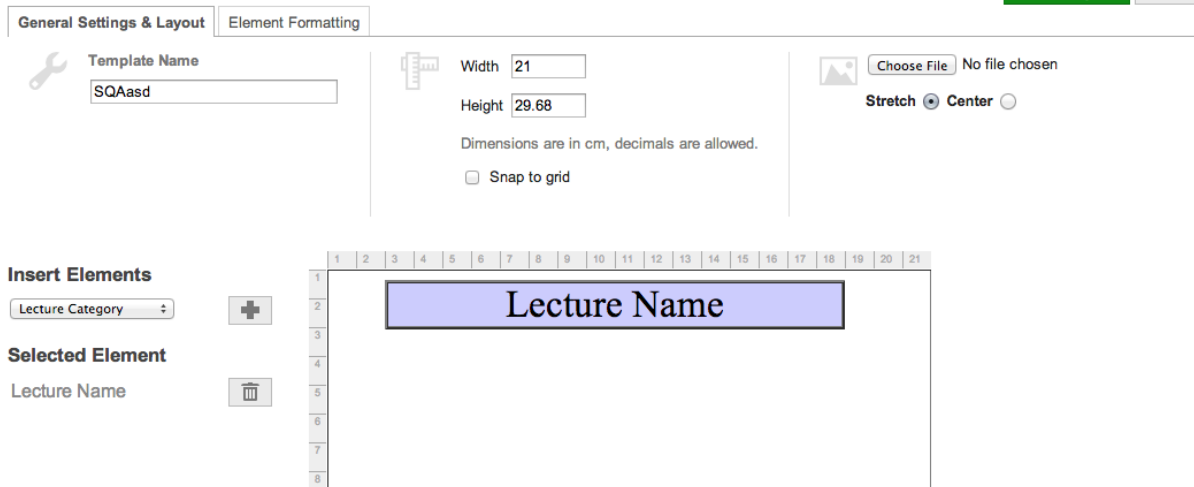 General Settings & Layout
Element Formatting
Template Name
SQAasd
Width 21
Height 29.68
Dimensions are in cm, decimals are allowed.
Snap to grid
Choose File No file chosen
Stretch Center
Insert Elements
Lecture Category
Selected Element
Lecture Name
1 2 3 4 5 6 7 8 9 10 11 12 13 14 15 16 17 18 19 20 21
1
2
3
4
5
6
7
8
Lecture Name